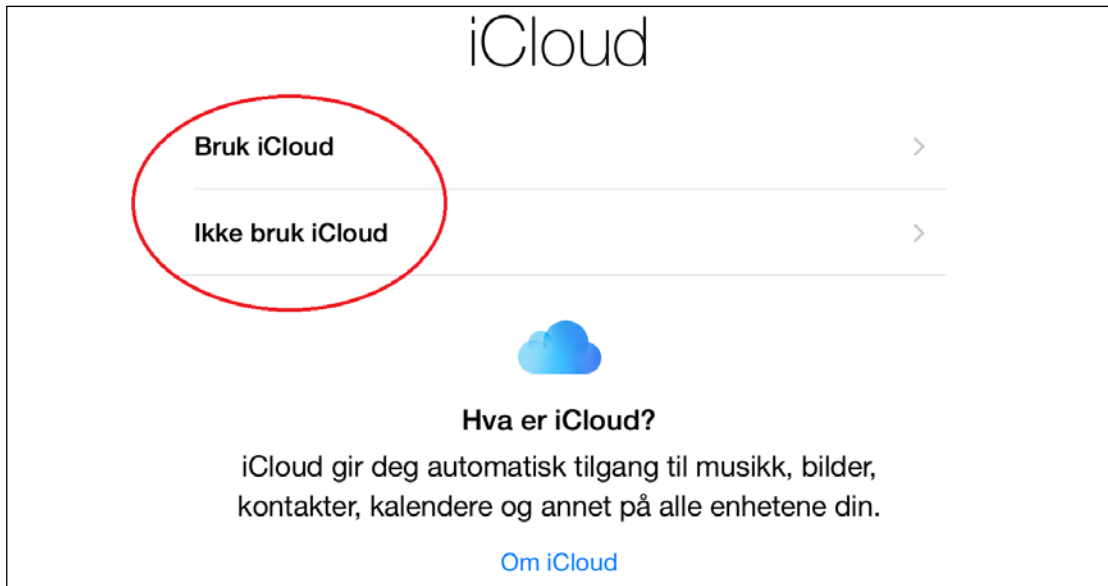 iCloud
Bruk iCloud
Ikke bruk iCloud
Hva er iCloud?
iCloud gir deg automatisk tilgang til musikk, bilder,
kontakter, kalendere og annet på alle enhetene din.
Om iCloud